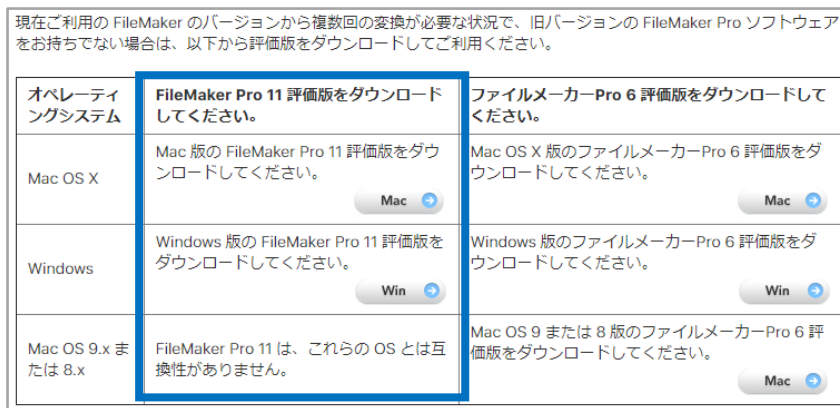 現在ご利用の FileMaker のバージョンから複数回の変換が必要な状況で、旧バージョンの FileMaker Pro ソフトウェア
をお持ちでない場合は、以下から評価版をダウンロードしてご利用ください。
オペレーティ
ングシステム
FileMaker Pro 11 評価版をダウンロード
してください。
ファイルメーカーPro 6 評価版をダウンロードして
ください。
Mac OS X
Mac 版の FileMaker Pro 11 評価版をダウ
ンロードしてください。
Mac
Mac OS X 版のファイルメーカーPro 6 評価版をダ
ウンロードしてください。
Mac
Windows
Windows 版の FileMaker Pro 11 評価版を
ダウンロードしてください。
Win
Windows 版のファイルメーカーPro 6 評価版をダ
ウンロードしてください。
Win
Mac OS 9.x ま
たは 8.x
FileMaker Pro 11 は、これらの OS とは互
換性がありません。
Mac OS 9 または 8 版のファイルメーカーPro 6 評
価版をダウンロードしてください。
Mac